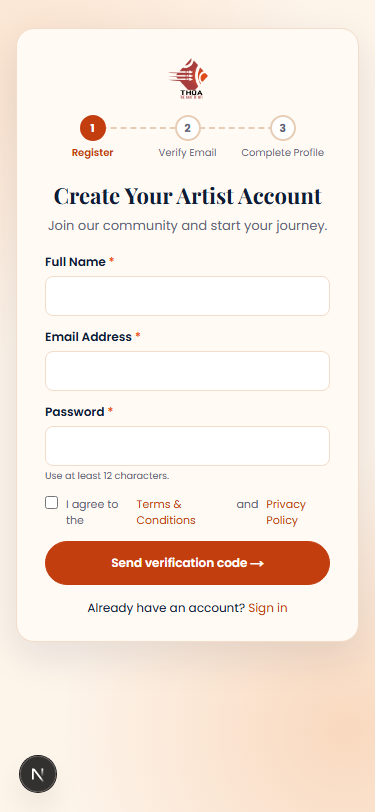 THOA
1 2 3
Register Verify Email Complete Profile
Create Your Artist Account
Join our community and start your journey.
Full Name *
Email Address *
Password *
Use at least 12 characters.
I agree to the Terms & Conditions and Privacy Policy
Send verification code →
Already have an account? Sign in
N